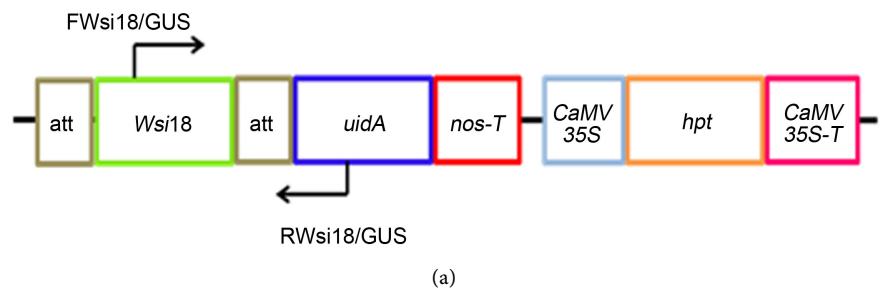 FWsi18/GUS
att Wsi18 att uidA nos-T CaMV 35S hpt CaMV 35S-T
RWsi18/GUS
(a)